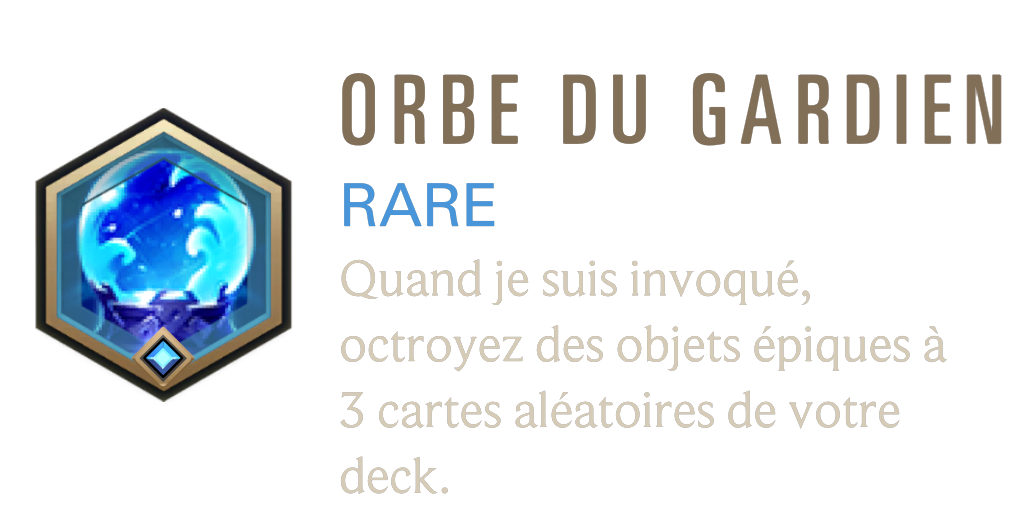 ORBE DU GARDIEN
RARE
Quand je suis invoqué,
octroyez des objets épiques à
3 cartes aléatoires de votre
deck.